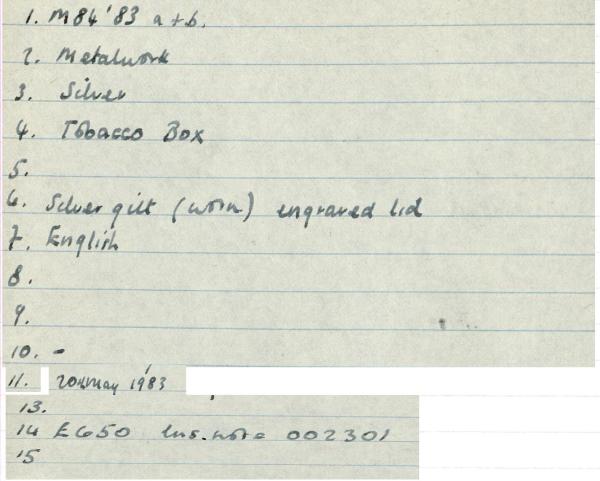 1. M84'83 a+b.
2. Metalwork
3. Silver
4. Tobacco Box
5.
6. Silver gilt (worn) engraved lid
7. English
8.
9.
10. -
11. 20th May 1983
13.
14 £650 Ins. note 002301
15